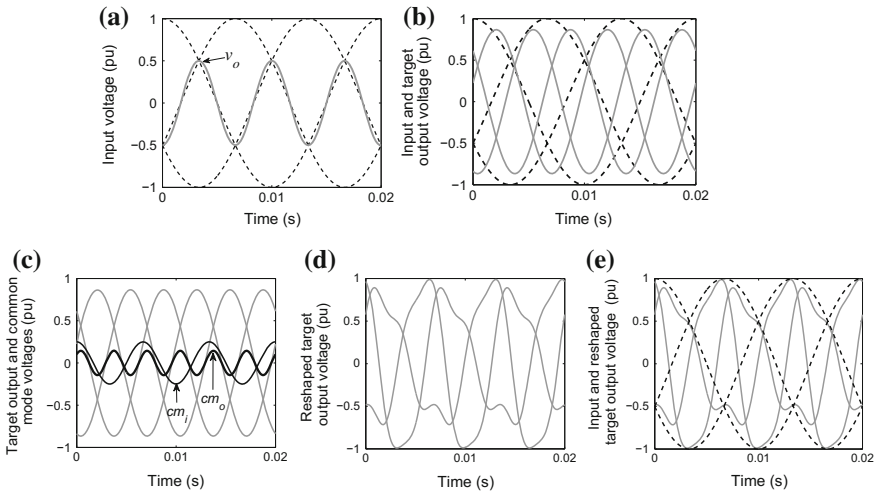 (a)
Input voltage (pu)
1
0.5
0
−0.5
−1
v_o
0
0.01
0.02
Time (s)
(b)
Input and target
output voltage (pu)
1
0.5
0
−0.5
−1
0
0.01
0.02
Time (s)
(c)
Target output and common
mode voltages (pu)
1
0.5
0
−0.5
−1
cm_i
cm_o
0
0.01
0.02
Time (s)
(d)
Reshaped target
output voltage (pu)
1
0.5
0
−0.5
−1
0
0.01
0.02
Time (s)
(e)
Input and reshaped
target output voltage (pu)
1
0.5
0
−0.5
−1
0
0.01
0.02
Time (s)